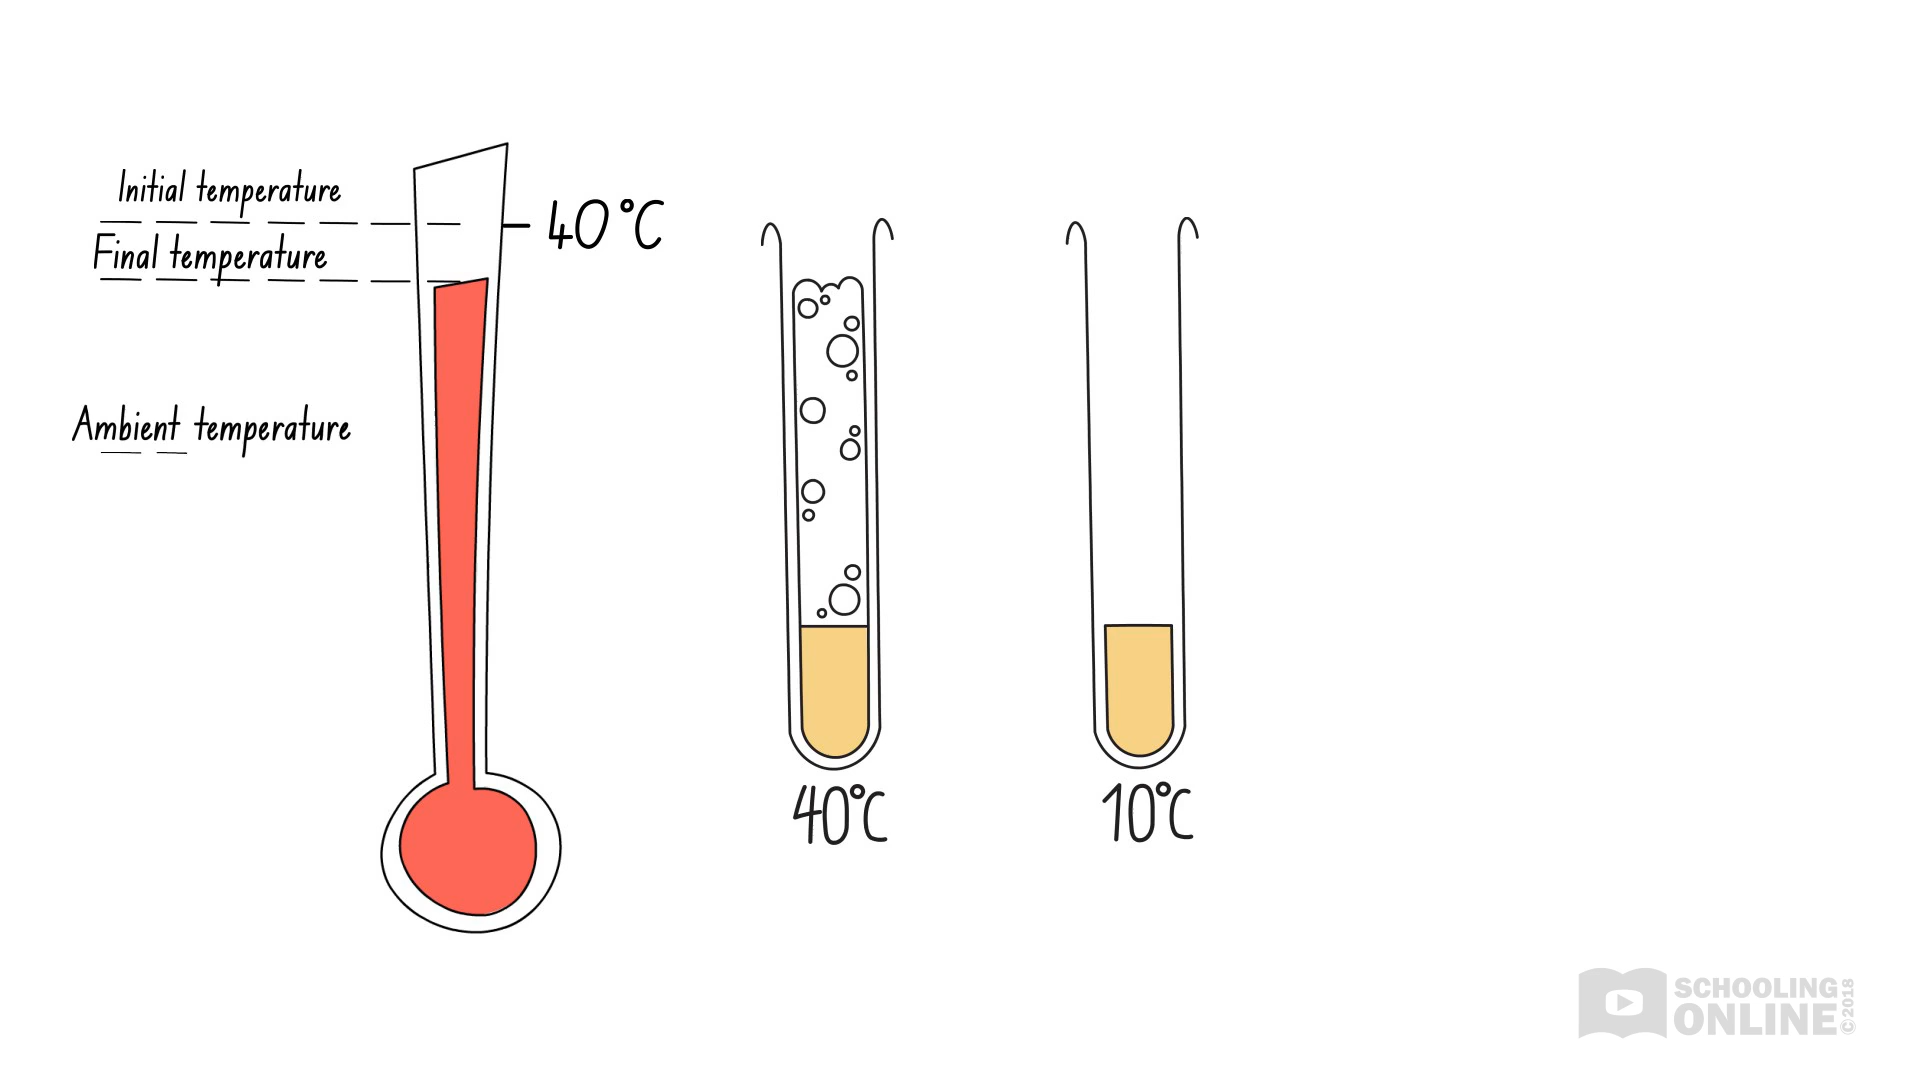 Initial temperature
Final temperature
Ambient temperature
40°C
40°C
10°C
SCHOOLING
ONLINE
©2018